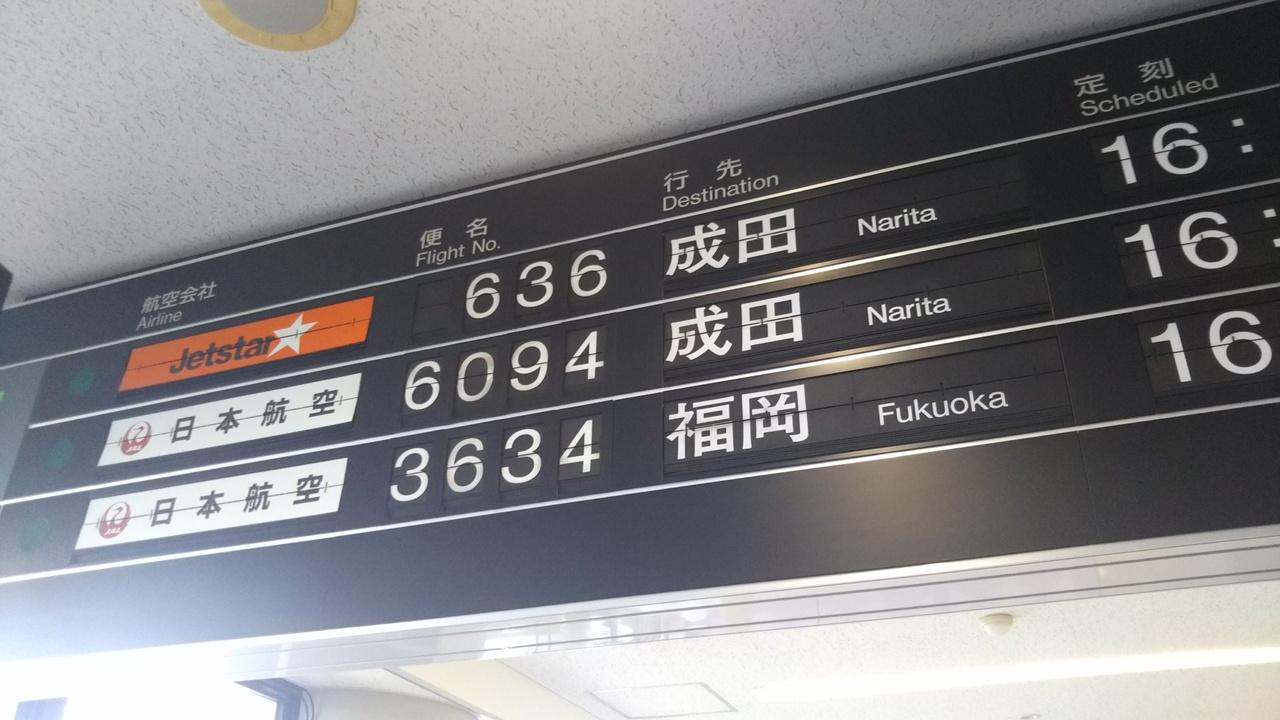 航空会社 便名 行先 定刻
Airline Flight No. Destination Scheduled
Jetstar 636 成田 Narita 16:
JAL 日本航空 6094 成田 Narita 16:
JAL 日本航空 3634 福岡 Fukuoka 16